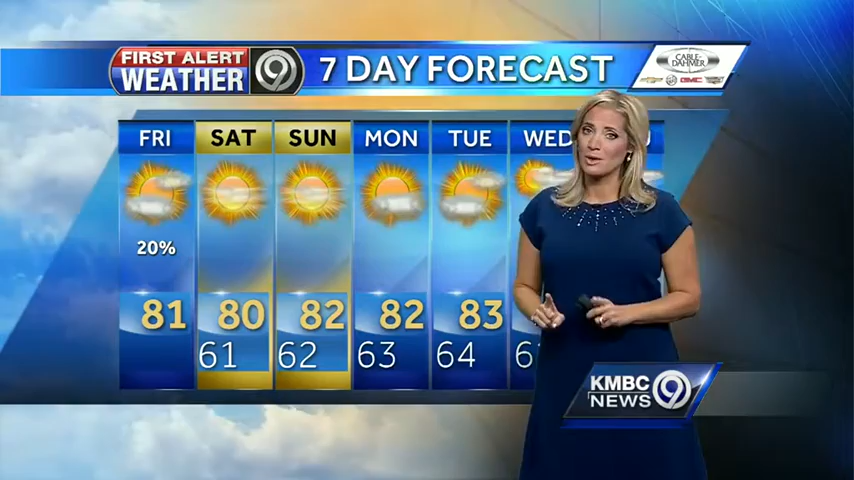 FIRST ALERT
WEATHER 9
7 DAY FORECAST
CABLE-
DAHMER
GMC
FRI SAT SUN MON TUE WED
20%
81 80 82 82 83
61 62 63 64
KMBC 9
NEWS